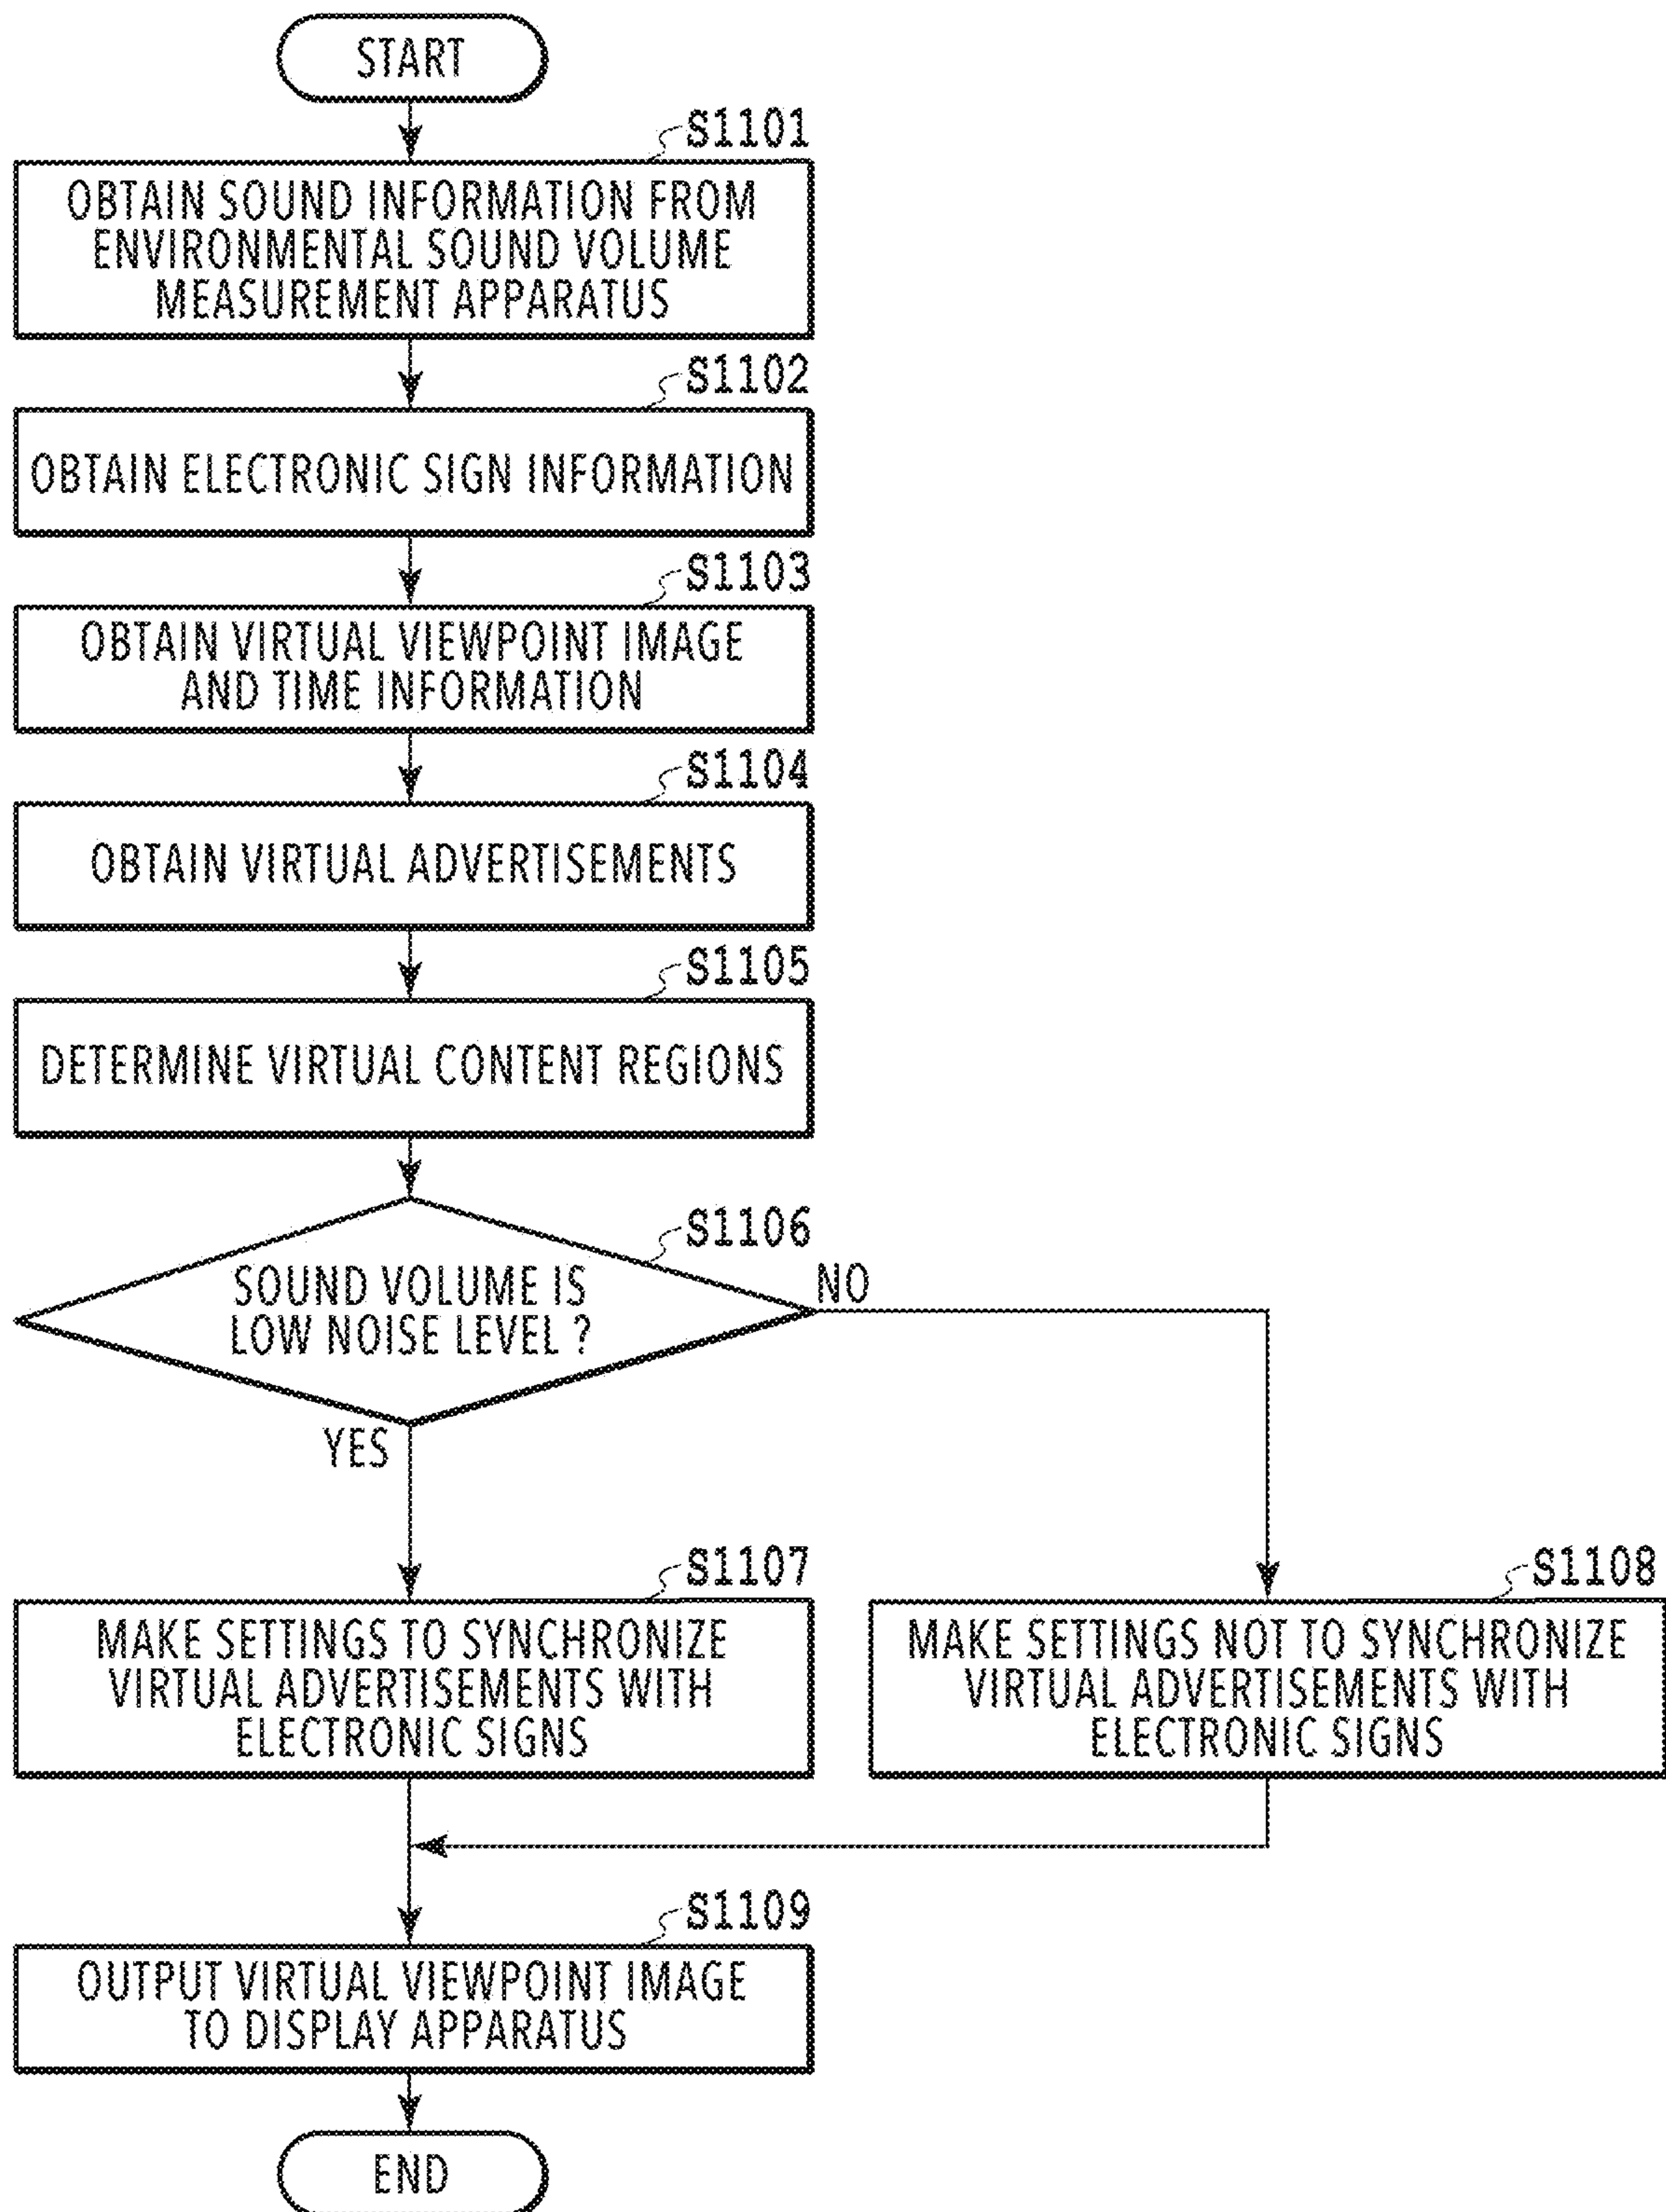 START
S1101
OBTAIN SOUND INFORMATION FROM
ENVIRONMENTAL SOUND VOLUME
MEASUREMENT APPARATUS
S1102
OBTAIN ELECTRONIC SIGN INFORMATION
S1103
OBTAIN VIRTUAL VIEWPOINT IMAGE
AND TIME INFORMATION
S1104
OBTAIN VIRTUAL ADVERTISEMENTS
S1105
DETERMINE VIRTUAL CONTENT REGIONS
S1106
SOUND VOLUME IS
LOW NOISE LEVEL ?
NO
YES
S1107
MAKE SETTINGS TO SYNCHRONIZE
VIRTUAL ADVERTISEMENTS WITH
ELECTRONIC SIGNS
S1108
MAKE SETTINGS NOT TO SYNCHRONIZE
VIRTUAL ADVERTISEMENTS WITH
ELECTRONIC SIGNS
S1109
OUTPUT VIRTUAL VIEWPOINT IMAGE
TO DISPLAY APPARATUS
END